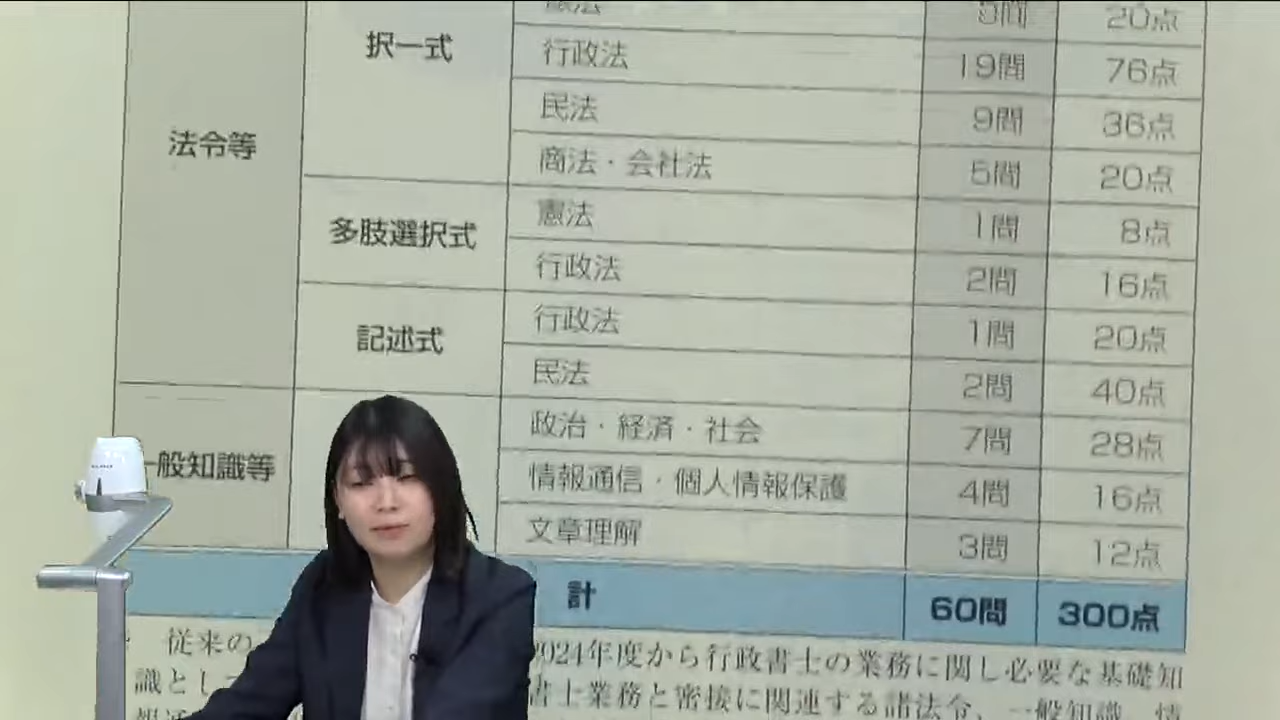 憲法 5問 20点
択一式 行政法 19問 76点
民法 9問 36点
法令等 商法・会社法 5問 20点
多肢選択式 憲法 1問 8点
行政法 2問 16点
記述式 行政法 1問 20点
民法 2問 40点
一般知識等 政治・経済・社会 7問 28点
情報通信・個人情報保護 4問 16点
文章理解 3問 12点
計 60問 300点
従来の 2024年度から行政書士の業務に関し必要な基礎知
識とし 書士業務と密接に関連する諸法令、一般知識、情
報通